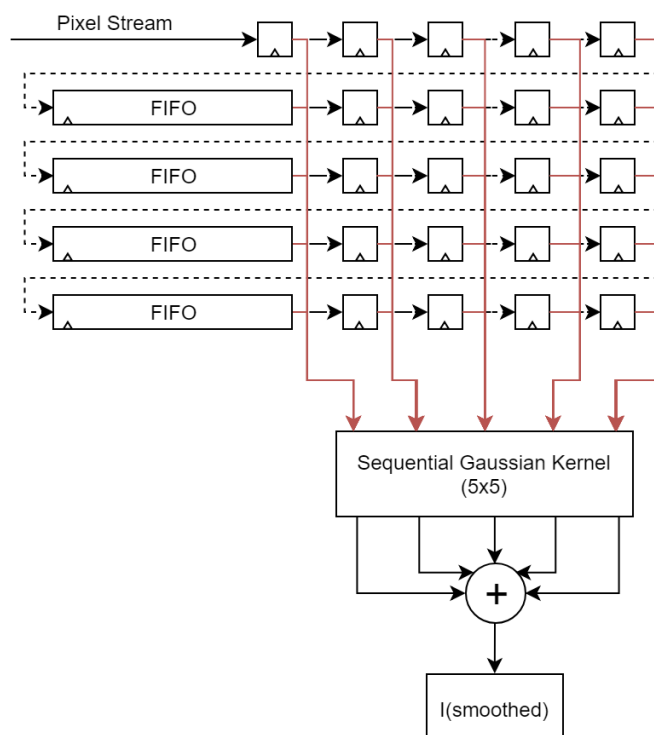 Pixel Stream
FIFO
FIFO
FIFO
FIFO
Sequential Gaussian Kernel
(5x5)
+
I(smoothed)